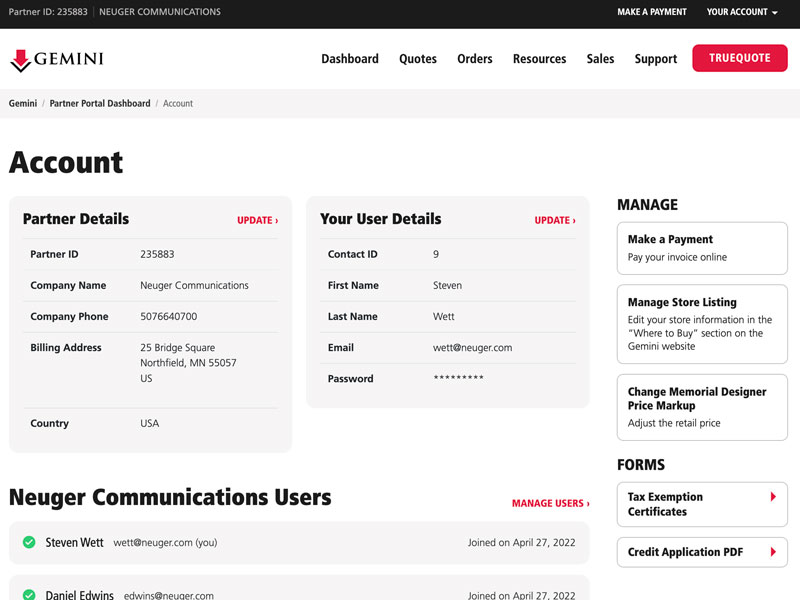 Partner ID: 235883 | NEUGER COMMUNICATIONS
MAKE A PAYMENT
YOUR ACCOUNT
GEMINI
Dashboard
Quotes
Orders
Resources
Sales
Support
TRUEQUOTE
Gemini / Partner Portal Dashboard / Account
Account
Partner Details
UPDATE ›
Partner ID 235883
Company Name Neuger Communications
Company Phone 5076640700
Billing Address 25 Bridge Square
Northfield, MN 55057
US
Country USA
Your User Details
UPDATE ›
Contact ID 9
First Name Steven
Last Name Wett
Email wett@neuger.com
Password *********
MANAGE
Make a Payment
Pay your invoice online
Manage Store Listing
Edit your store information in the
“Where to Buy” section on the
Gemini website
Change Memorial Designer
Price Markup
Adjust the retail price
FORMS
Tax Exemption
Certificates
Credit Application PDF
Neuger Communications Users
MANAGE USERS ›
Steven Wett wett@neuger.com (you) Joined on April 27, 2022
Daniel Edwins edwins@neuger.com Joined on April 27, 2022